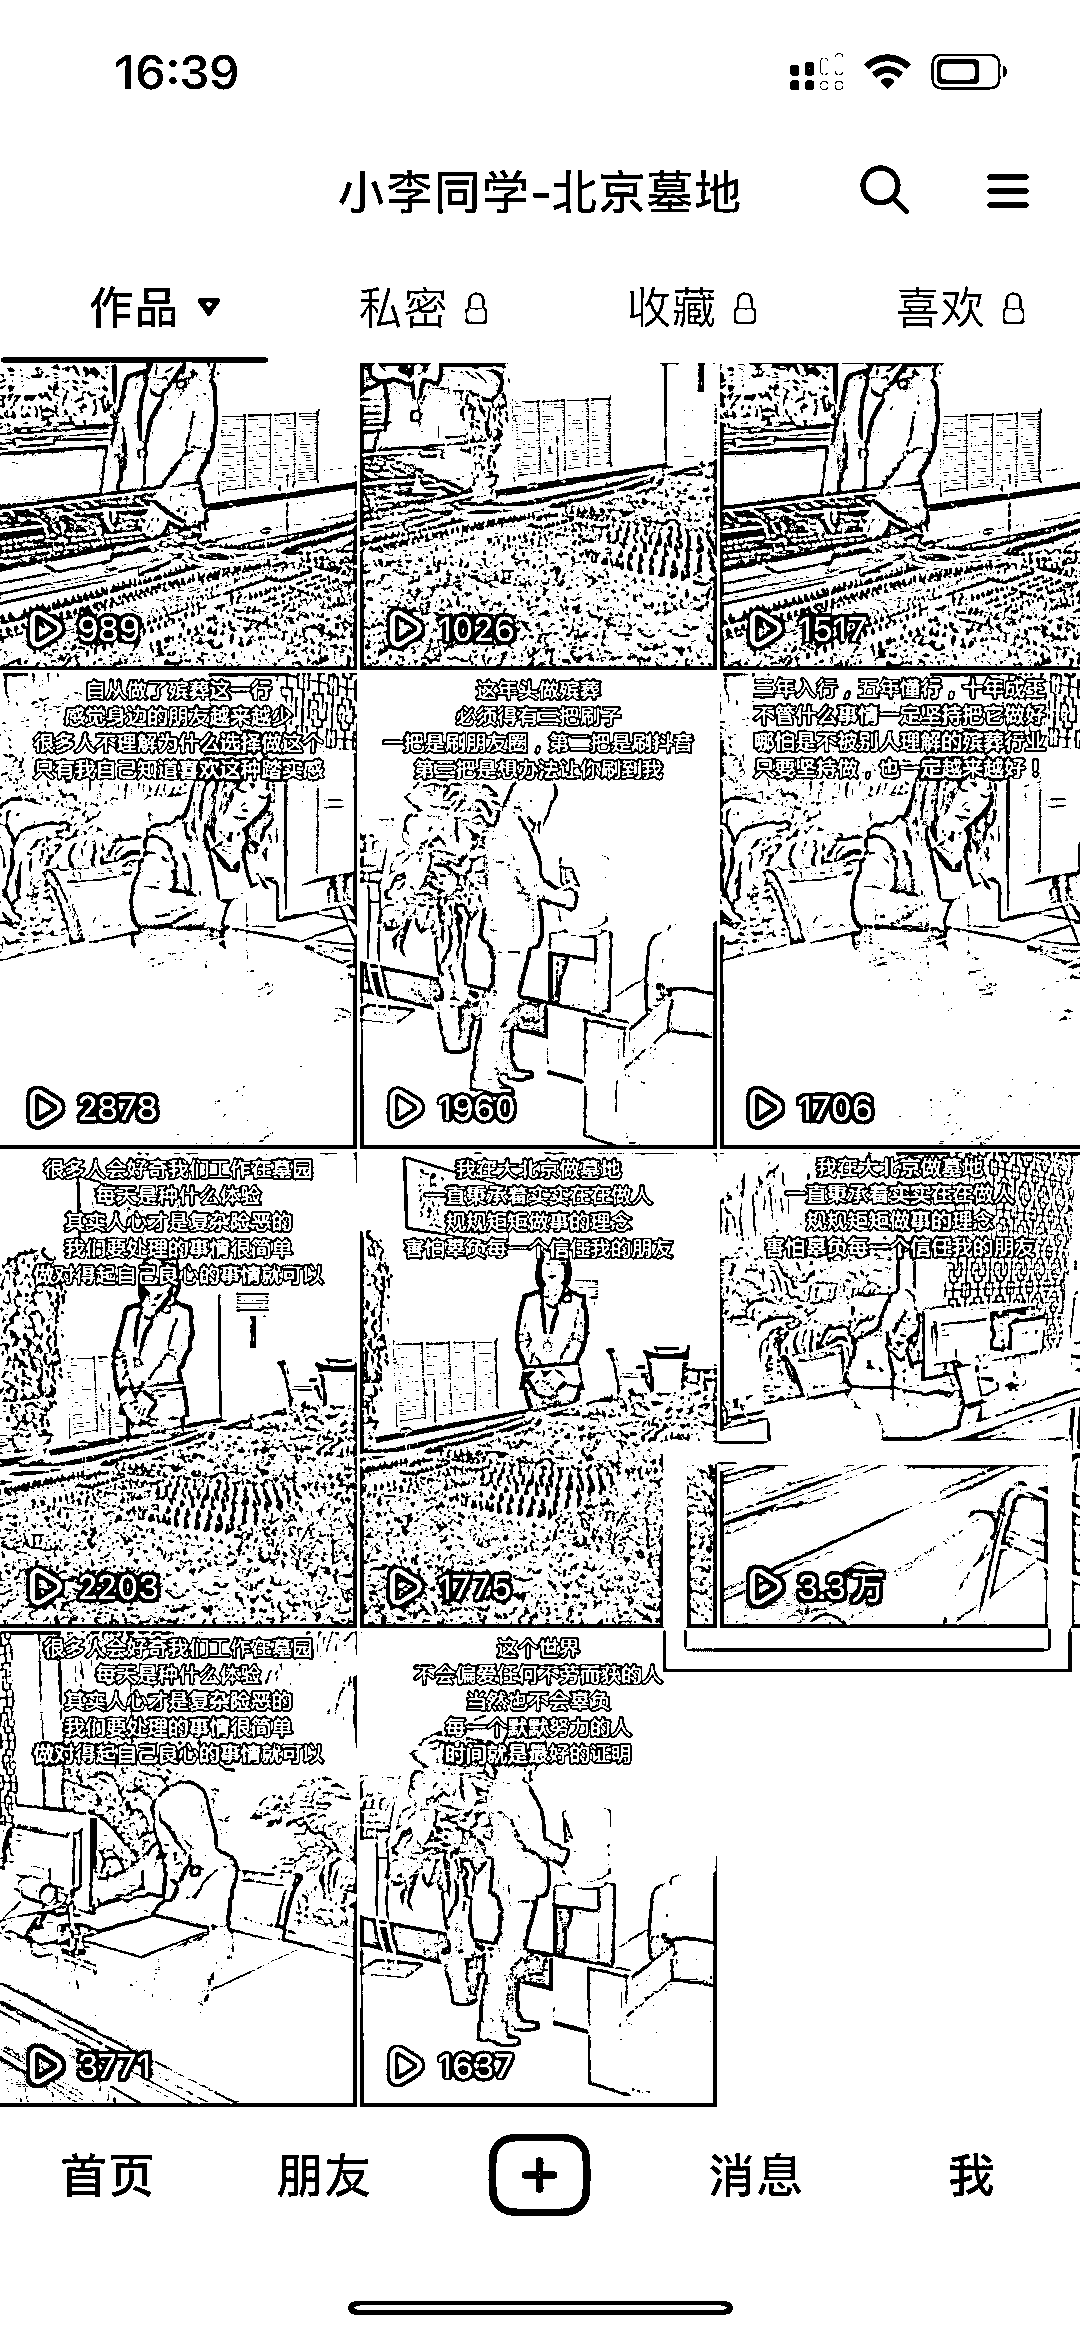 16:39
小李同学-北京墓地
作品 私密 收藏 喜欢
989 1026 1517
自从做了殡葬这一行
感觉身边的朋友越来越少
很多人不理解为什么选择做这个
只有我自己知道喜欢这种踏实感
2878
这年头做殡葬
必须得有三把刷子
一把是刷朋友圈，第二把是刷抖音
第三把是想办法让你刷到我
1960
三年入行，五年懂行，十年成王
不管什么事情一定坚持把它做好
哪怕是不被别人理解的殡葬行业
只要坚持做，也一定越来越好！
1706
很多人会好奇我们工作在墓园
每天是种什么体验
其实人心才是复杂险恶的
我们要处理的事情很简单
做对得起自己良心的事情就可以
2203
我在大北京做墓地
一直秉承着实实在在做人
规规矩矩做事的理念
害怕辜负每一个信任我的朋友
1775
我在大北京做墓地
一直秉承着实实在在做人
规规矩矩做事的理念
害怕辜负每一个信任我的朋友
3.3万
很多人会好奇我们工作在墓园
每天是种什么体验
其实人心才是复杂险恶的
我们要处理的事情很简单
做对得起自己良心的事情就可以
3771
这个世界
不会偏爱任何不劳而获的人
当然也不会辜负
每一个默默努力的人
时间就是最好的证明
1637
首页 朋友 消息 我